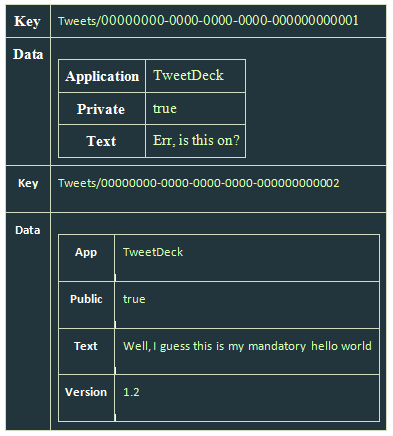 Key Tweets/00000000-0000-0000-0000-000000000001
Data
Application TweetDeck
Private true
Text Err, is this on?
Key Tweets/00000000-0000-0000-0000-000000000002
Data
App TweetDeck
Public true
Text Well, I guess this is my mandatory hello world
Version 1.2